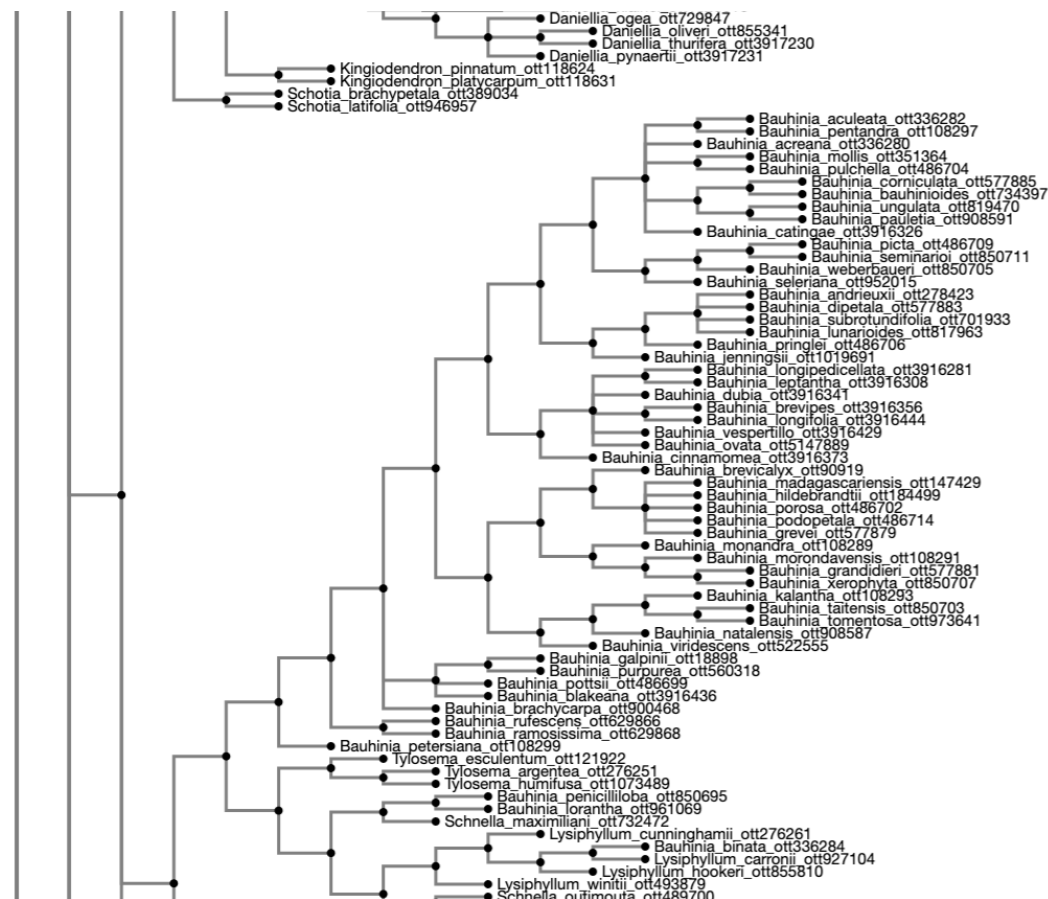 Daniellia_ogea_ott729847
Daniellia_oliveri_ott855341
Daniellia_thurifera_ott3917230
Daniellia_pynaertii_ott3917231
Kingiodendron_pinnatum_ott118624
Kingiodendron_platycarpum_ott118631
Schotia_brachypetala_ott389034
Schotia_latifolia_ott946957
Bauhinia_aculeata_ott336282
Bauhinia_pentandra_ott108297
Bauhinia_acreana_ott336280
Bauhinia_mollis_ott351364
Bauhinia_pulchella_ott486704
Bauhinia_corniculata_ott577885
Bauhinia_bauhinioides_ott734397
Bauhinia_ungulata_ott819470
Bauhinia_pauletia_ott908591
Bauhinia_catingae_ott3916326
Bauhinia_picta_ott486709
Bauhinia_seminarioi_ott850711
Bauhinia_weberbaueri_ott850705
Bauhinia_seleriana_ott952015
Bauhinia_andrieuxii_ott278423
Bauhinia_dipetala_ott577883
Bauhinia_subrotundifolia_ott701933
Bauhinia_lunarioides_ott817963
Bauhinia_pringlei_ott486706
Bauhinia_jenningsii_ott1019691
Bauhinia_longipedicellata_ott3916281
Bauhinia_leptantha_ott3916308
Bauhinia_dubia_ott3916341
Bauhinia_brevipes_ott3916356
Bauhinia_longifolia_ott3916444
Bauhinia_vespertillo_ott3916429
Bauhinia_ovata_ott5147889
Bauhinia_cinnamomea_ott3916373
Bauhinia_brevicalyx_ott90919
Bauhinia_madagascariensis_ott147429
Bauhinia_hildebrandtii_ott184499
Bauhinia_porosa_ott486702
Bauhinia_podopetala_ott486714
Bauhinia_grevei_ott577879
Bauhinia_monandra_ott108289
Bauhinia_morondavensis_ott108291
Bauhinia_grandidieri_ott577881
Bauhinia_xerophyta_ott850707
Bauhinia_kalantha_ott108293
Bauhinia_taitensis_ott850703
Bauhinia_tomentosa_ott973641
Bauhinia_natalensis_ott908587
Bauhinia_viridescens_ott522555
Bauhinia_galpinii_ott18898
Bauhinia_purpurea_ott560318
Bauhinia_pottsii_ott486699
Bauhinia_blakeana_ott3916436
Bauhinia_brachycarpa_ott900468
Bauhinia_rufescens_ott629866
Bauhinia_ramosissima_ott629868
Bauhinia_petersiana_ott108299
Tylosema_esculentum_ott121922
Tylosema_argentea_ott276251
Tylosema_humifusa_ott1073489
Bauhinia_penicilliloba_ott850695
Bauhinia_lorantha_ott961069
Schnella_maximiliani_ott732472
Lysiphyllum_cunninghamii_ott276261
Bauhinia_binata_ott336284
Lysiphyllum_carronii_ott927104
Lysiphyllum_hookeri_ott855810
Lysiphyllum_winitii_ott493879
Schnella_outimouta_ott489700